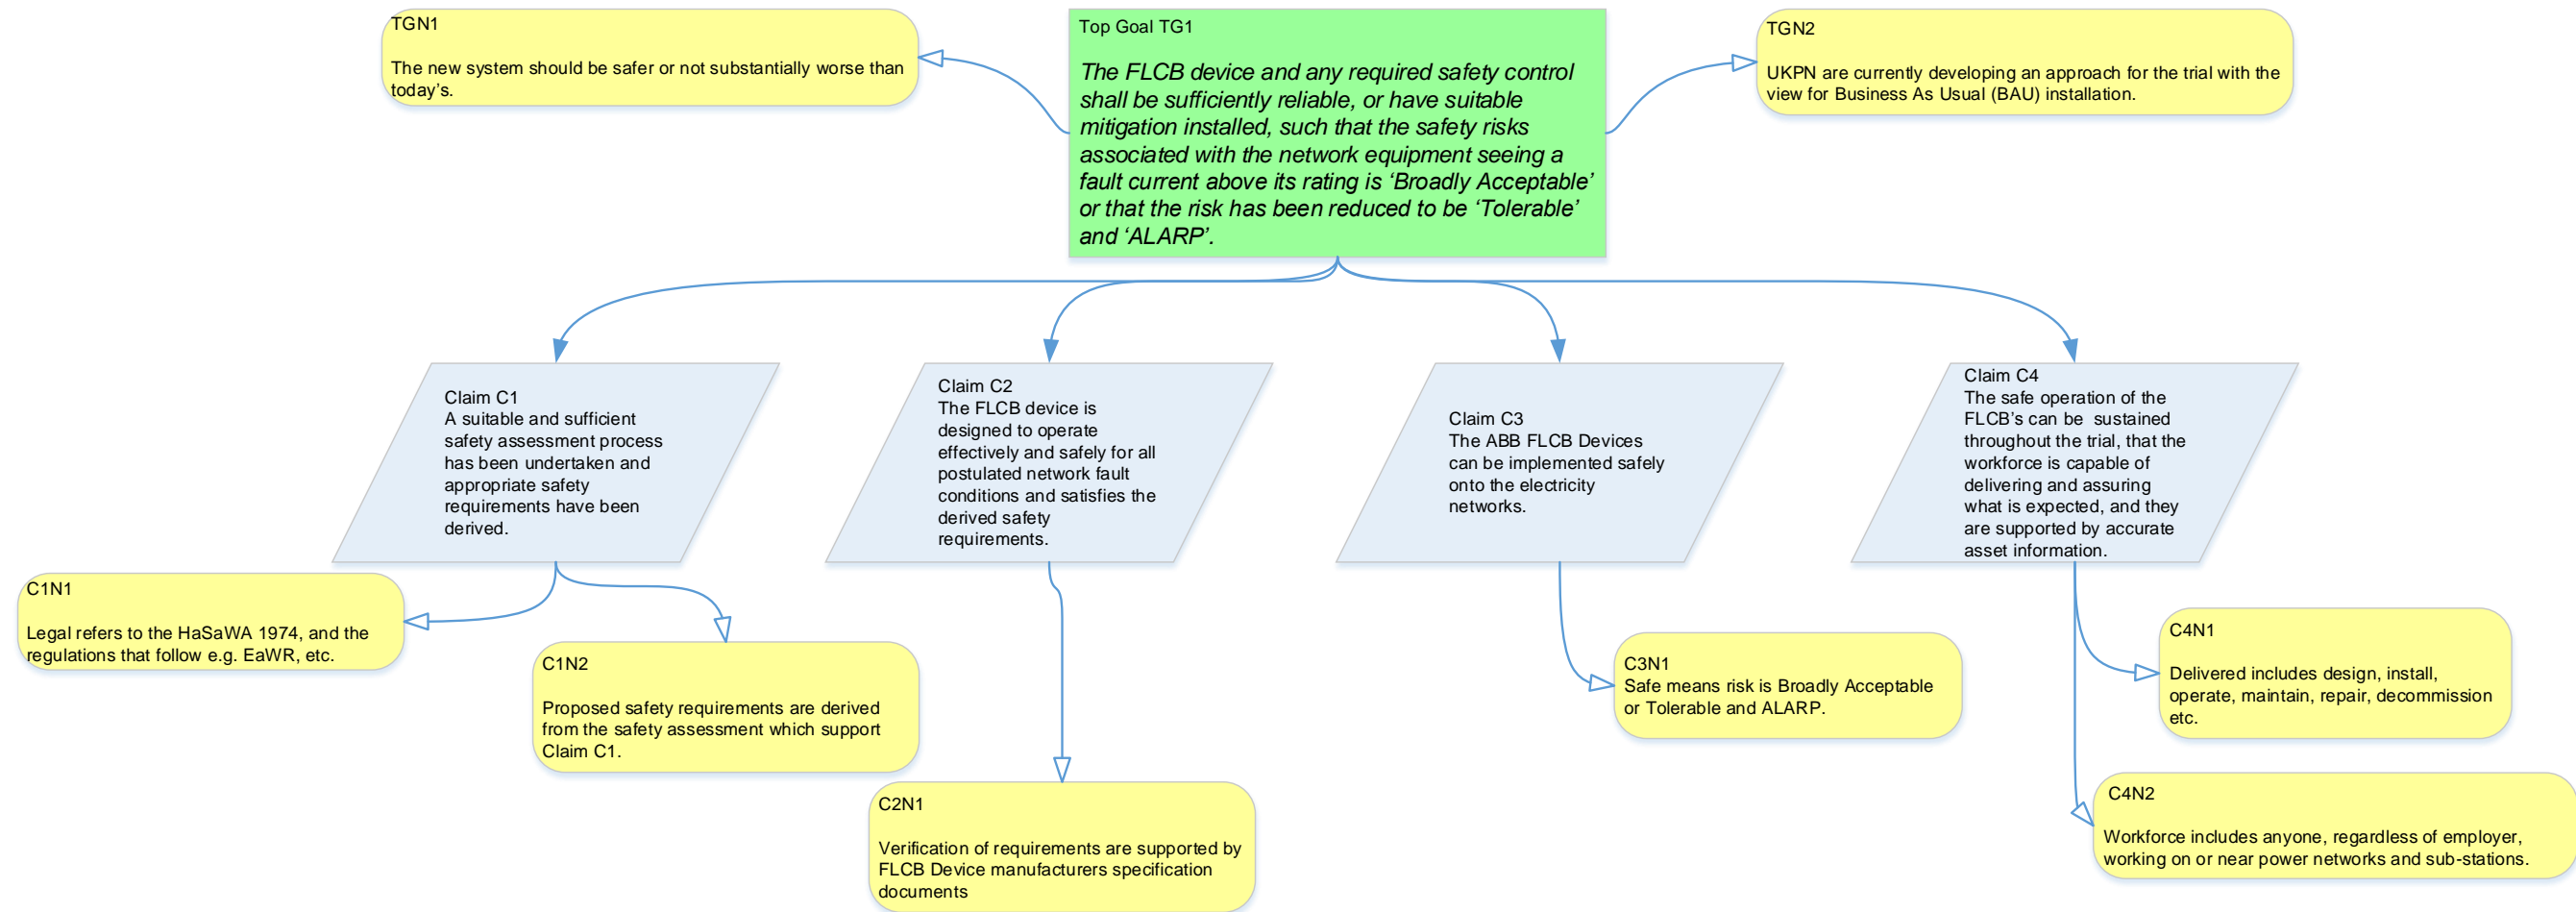 TGN1
The new system should be safer or not substantially worse than
today's.
Top Goal TG1
The FLCB device and any required safety control
shall be sufficiently reliable, or have suitable
mitigation installed, such that the safety risks
associated with the network equipment seeing a
fault current above its rating is ‘Broadly Acceptable’
or that the risk has been reduced to be ‘Tolerable’
and ‘ALARP’.
TGN2
UKPN are currently developing an approach for the trial with the
view for Business As Usual (BAU) installation.
Claim C1
A suitable and sufficient
safety assessment process
has been undertaken and
appropriate safety
requirements have been
derived.
Claim C2
The FLCB device is
designed to operate
effectively and safely for all
postulated network fault
conditions and satisfies the
derived safety
requirements.
Claim C3
The ABB FLCB Devices
can be implemented safely
onto the electricity
networks.
Claim C4
The safe operation of the
FLCB's can be sustained
throughout the trial, that the
workforce is capable of
delivering and assuring
what is expected, and they
are supported by accurate
asset information.
C1N1
Legal refers to the HaSaWA 1974, and the
regulations that follow e.g. EaWR, etc.
C1N2
Proposed safety requirements are derived
from the safety assessment which support
Claim C1.
C2N1
Verification of requirements are supported by
FLCB Device manufacturers specification
documents
C3N1
Safe means risk is Broadly Acceptable
or Tolerable and ALARP.
C4N1
Delivered includes design, install,
operate, maintain, repair, decommission
etc.
C4N2
Workforce includes anyone, regardless of employer,
working on or near power networks and sub-stations.